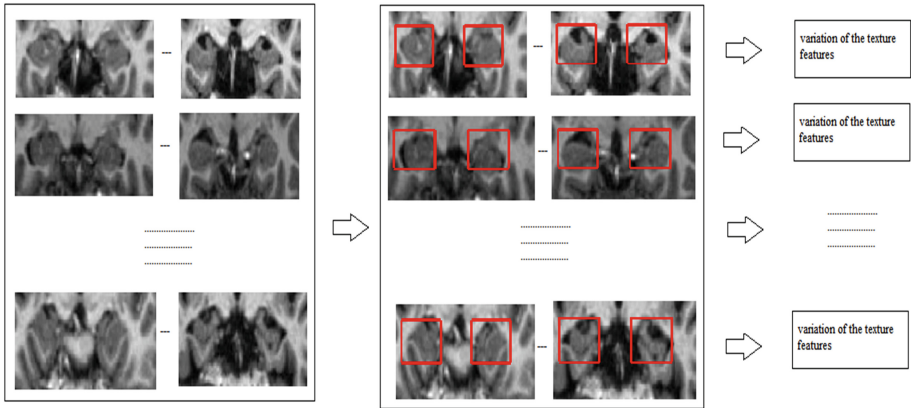 variation of the texture
features
variation of the texture
features
variation of the texture
features